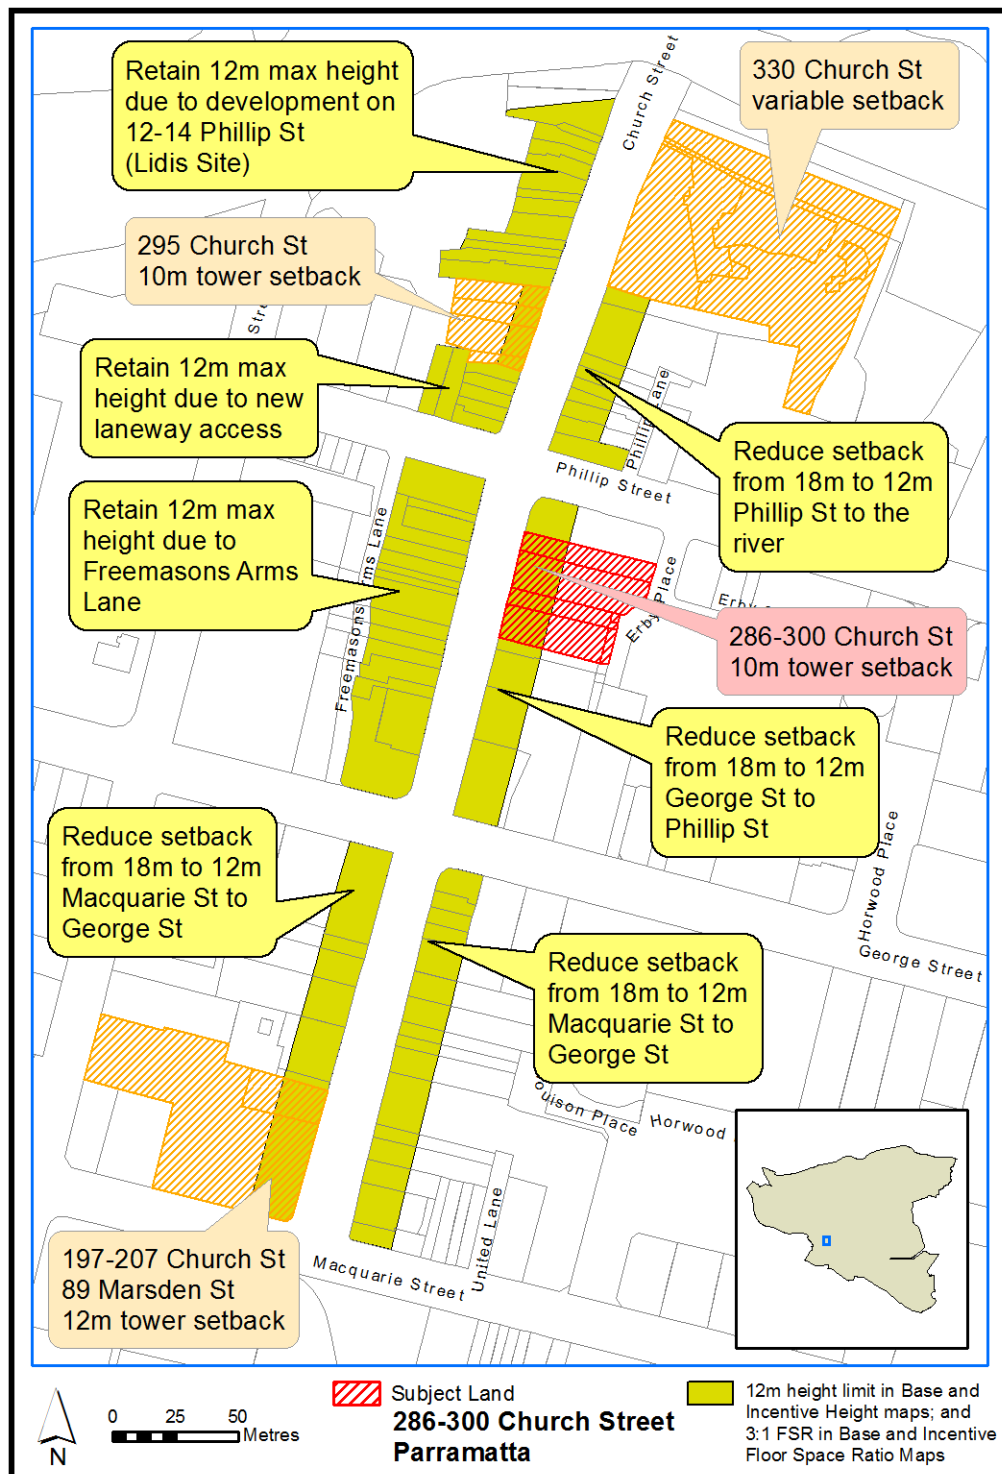 Retain 12m max height
due to development on
12-14 Phillip St
(Lidis Site)
Church Street
330 Church St
variable setback
295 Church St
10m tower setback
Retain 12m max
height due to new
laneway access
Phillip Street
Reduce setback
from 18m to 12m
Phillip St to the
river
Retain 12m max
height due to
Freemasons Arms
Lane
Erby Place
286-300 Church St
10m tower setback
Reduce setback
from 18m to 12m
George St to
Phillip St
Reduce setback
from 18m to 12m
Macquarie St to
George St
Horwood Place
George Street
Reduce setback
from 18m to 12m
Macquarie St to
George St
Horwood
United Lane
Macquarie Street
197-207 Church St
89 Marsden St
12m tower setback
N
0 25 50
Metres
Subject Land
286-300 Church Street
Parramatta
12m height limit in Base and
Incentive Height maps; and
3:1 FSR in Base and Incentive
Floor Space Ratio Maps